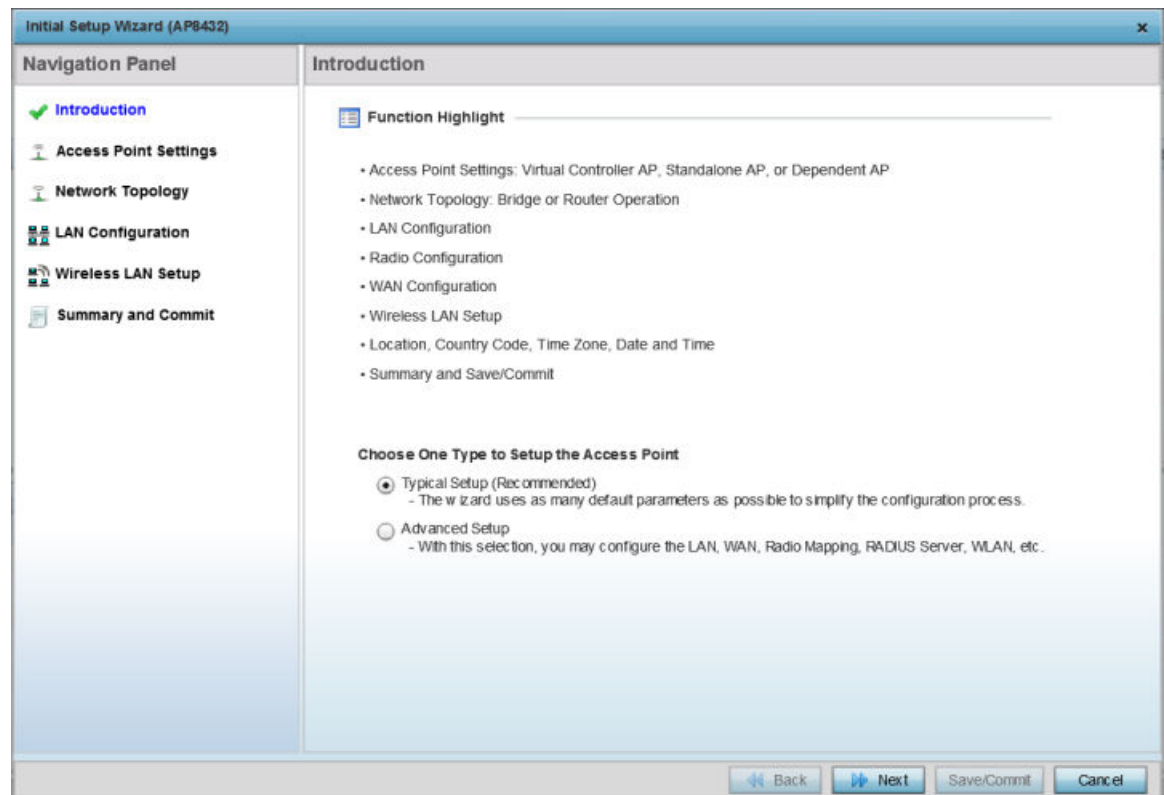 Initial Setup Wizard (AP8432)
x
Navigation Panel
Introduction
Access Point Settings
Network Topology
LAN Configuration
Wireless LAN Setup
Summary and Commit
Introduction
Function Highlight
• Access Point Settings: Virtual Controller AP, Standalone AP, or Dependent AP
• Network Topology: Bridge or Router Operation
• LAN Configuration
• Radio Configuration
• WAN Configuration
• Wireless LAN Setup
• Location, Country Code, Time Zone, Date and Time
• Summary and Save/Commit
Choose One Type to Setup the Access Point
Typical Setup (Recommended)
- The wizard uses as many default parameters as possible to simplify the configuration process.
Advanced Setup
- With this selection, you may configure the LAN, WAN, Radio Mapping, RADIUS Server, WLAN, etc.
Back
Next
Save/Commit
Cancel